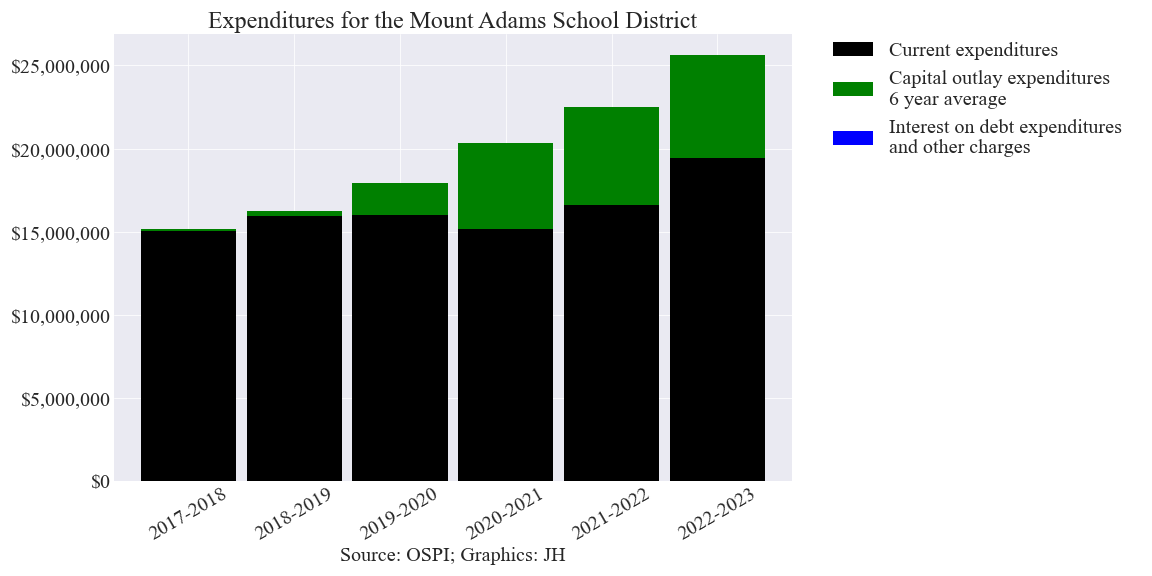 Expenditures for the Mount Adams School District
$25,000,000
$20,000,000
$15,000,000
$10,000,000
$5,000,000
$0
2017-2018
2018-2019
2019-2020
2020-2021
2021-2022
2022-2023
Source: OSPI; Graphics: JH
Current expenditures
Capital outlay expenditures
6 year average
Interest on debt expenditures
and other charges